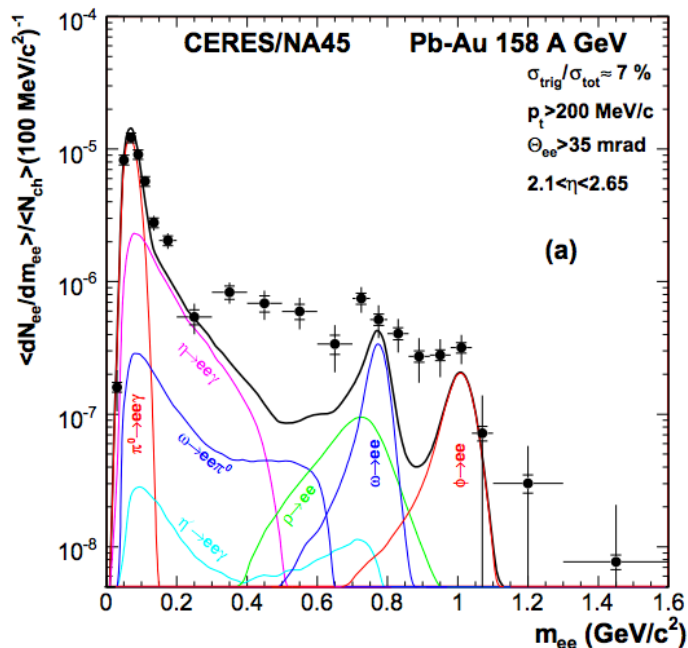 CERES/NA45 Pb-Au 158 A GeV
σtrig/σtot ≈ 7 %
pt>200 MeV/c
Θee>35 mrad
2.1<η<2.65
(a)
<dNee/dmee>/<Nch>(100 MeV/c²)⁻¹
10⁻⁴
10⁻⁵
10⁻⁶
10⁻⁷
10⁻⁸
π⁰→eeγ
η→eeγ
ω→eeπ⁰
η′→eeγ
ρ→ee
ω→ee
ϕ→ee
0 0.2 0.4 0.6 0.8 1 1.2 1.4 1.6
mee (GeV/c²)